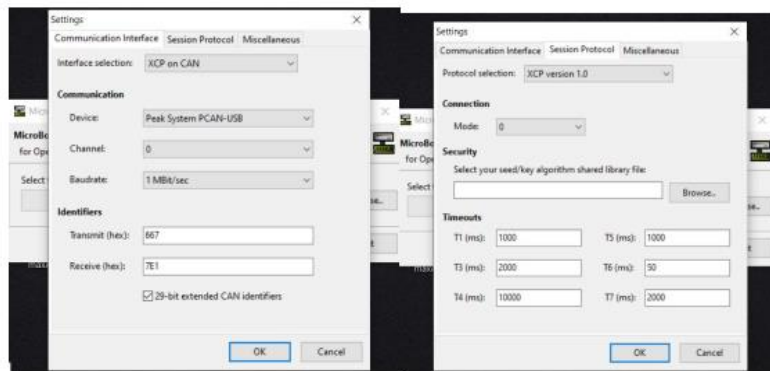 Settings
Communication Interface Session Protocol Miscellaneous
Interface selection: XCP on CAN
Communication
Device: Peak System PCAN-USB
Channel: 0
Baudrate: 1 MBit/sec
Identifiers
Transmit (hex): 667
Receive (hex): 7E1
29-bit extended CAN identifiers
OK Cancel
MicroBo
for Ope
Select
Settings
Communication Interface Session Protocol Miscellaneous
Protocol selection: XCP version 1.0
Connection
Mode: 0
Security
Select your seed/key algorithm shared library file:
Browse..
Timeouts
T1 (ms): 1000 T5 (ms): 1000
T3 (ms): 2000 T6 (ms): 50
T4 (ms): 10000 T7 (ms): 2000
OK Cancel
MicroBo
for Op
Select